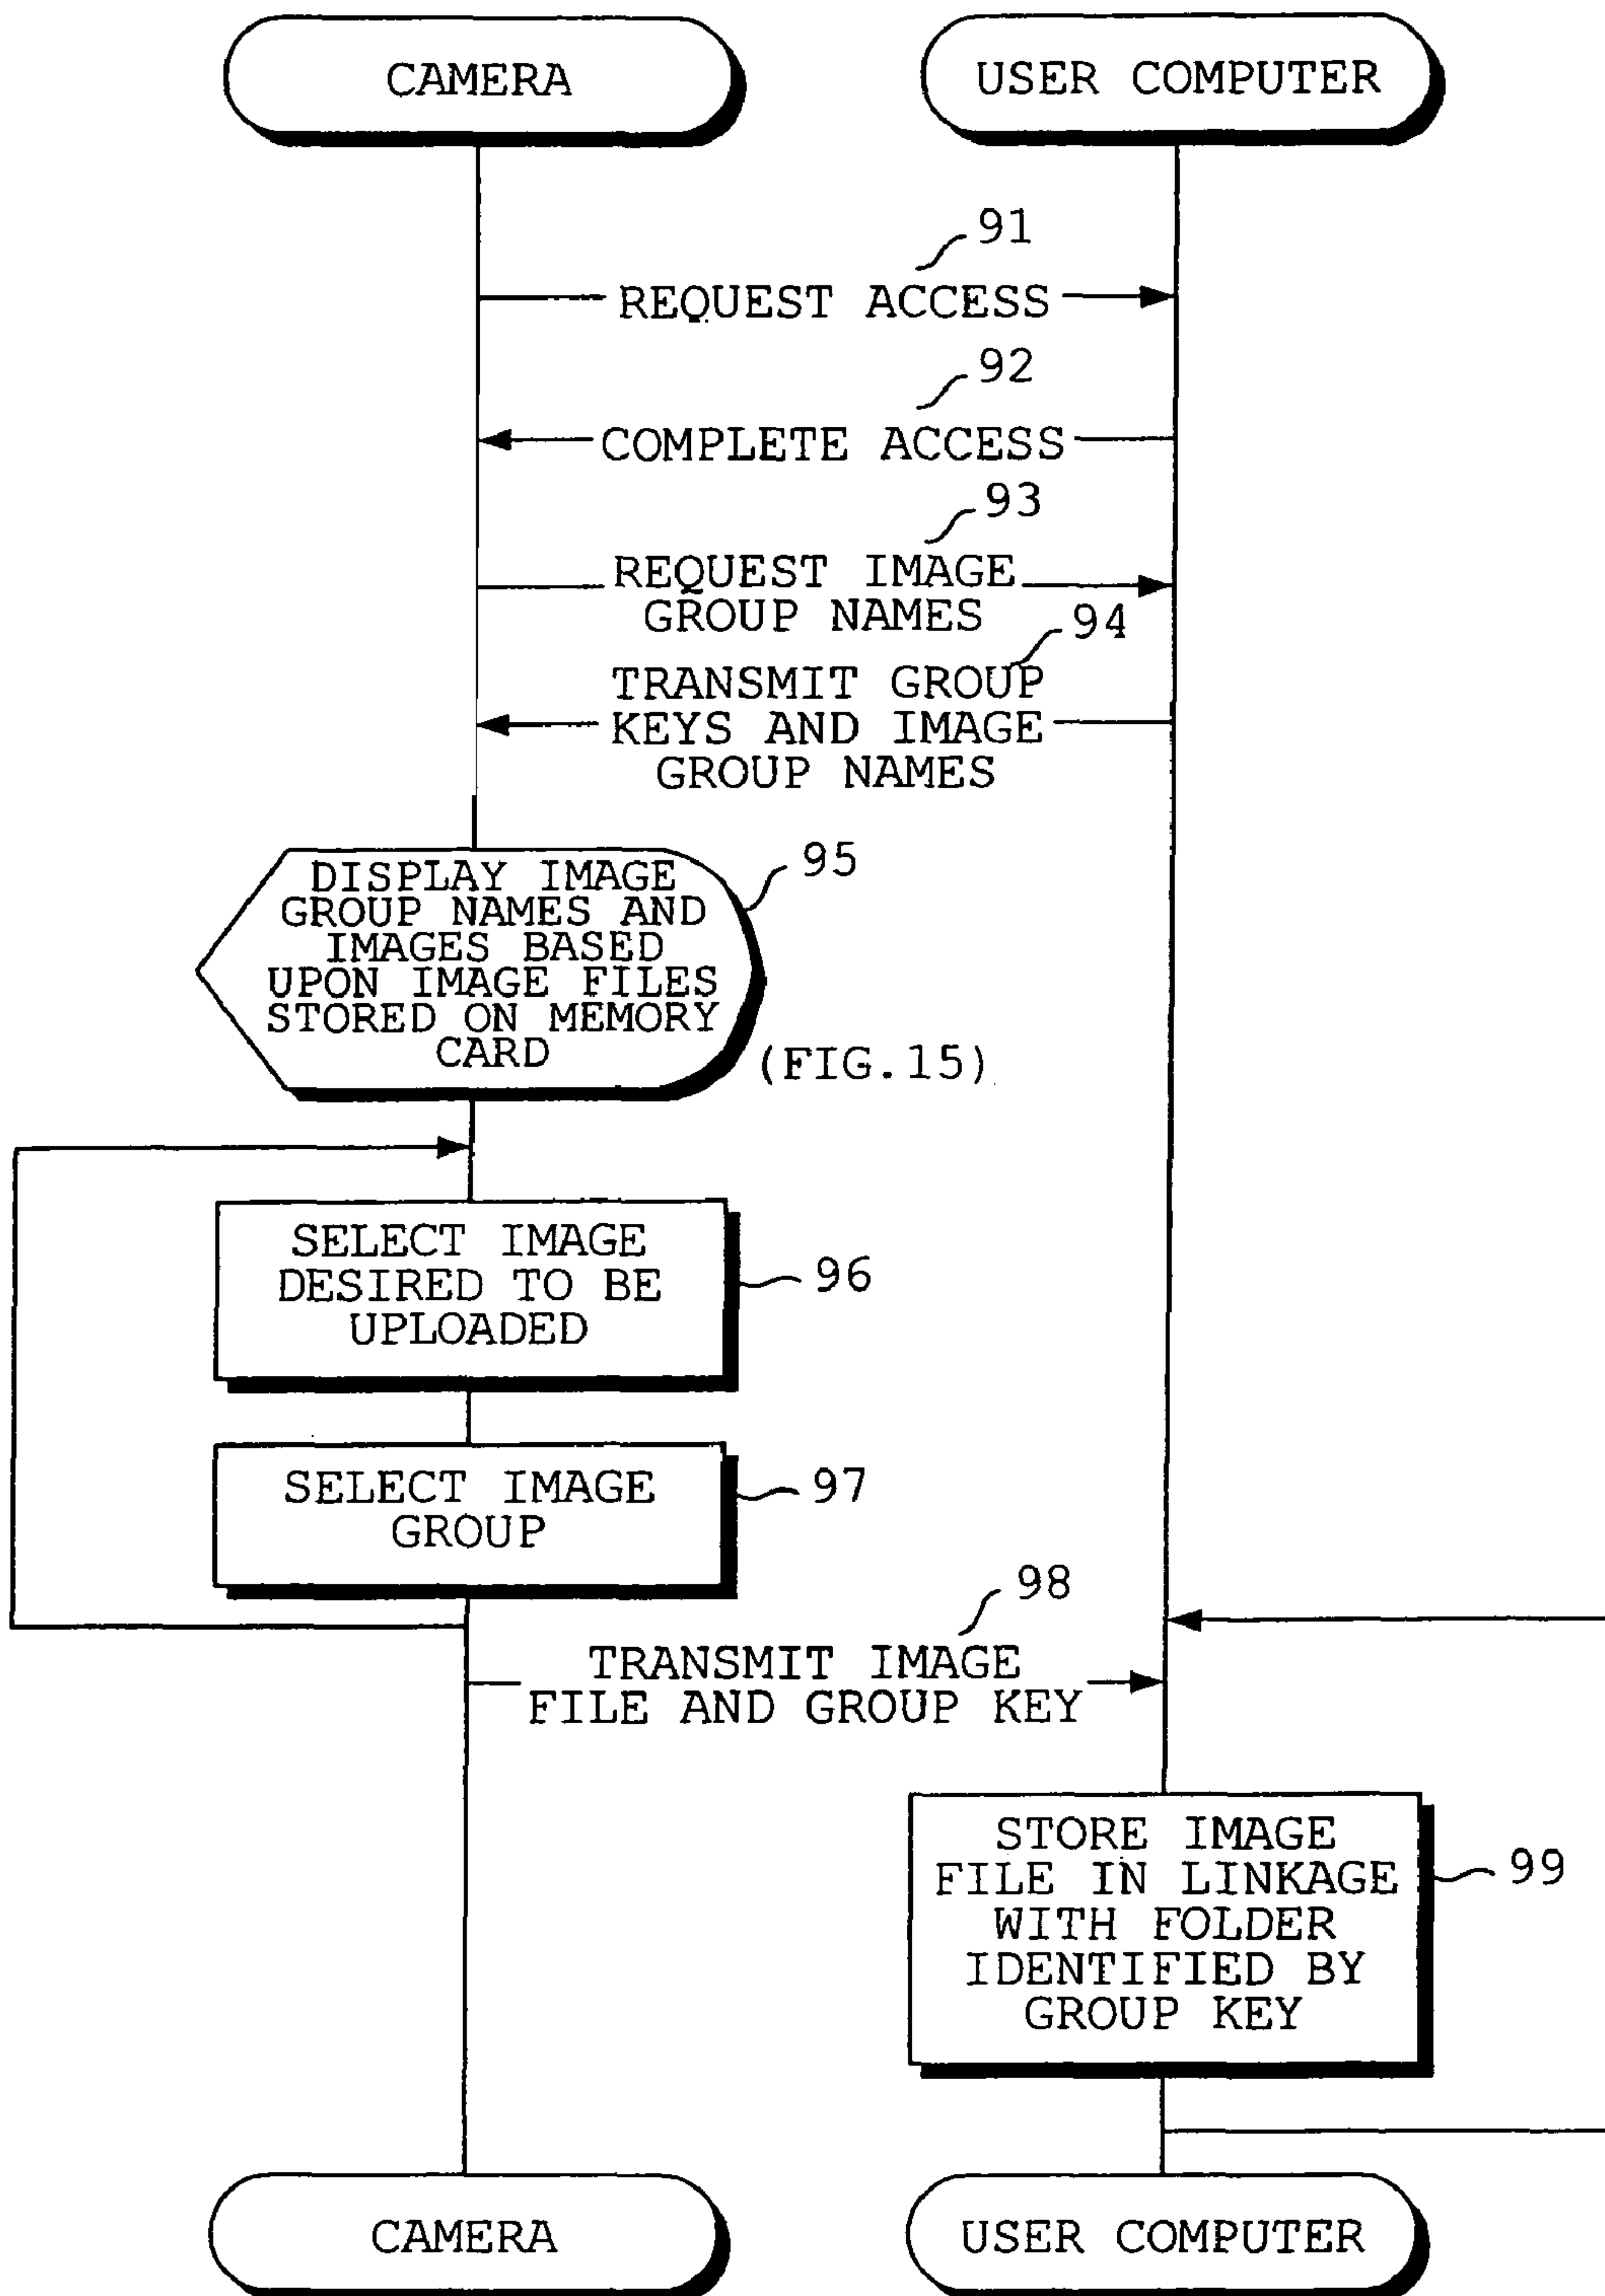 CAMERA
USER COMPUTER
91
REQUEST ACCESS
92
COMPLETE ACCESS
93
REQUEST IMAGE
GROUP NAMES
94
TRANSMIT GROUP
KEYS AND IMAGE
GROUP NAMES
95
DISPLAY IMAGE
GROUP NAMES AND
IMAGES BASED
UPON IMAGE FILES
STORED ON MEMORY
CARD
(FIG.15)
SELECT IMAGE
DESIRED TO BE
UPLOADED
96
SELECT IMAGE
GROUP
97
98
TRANSMIT IMAGE
FILE AND GROUP KEY
STORE IMAGE
FILE IN LINKAGE
WITH FOLDER
IDENTIFIED BY
GROUP KEY
99
CAMERA
USER COMPUTER